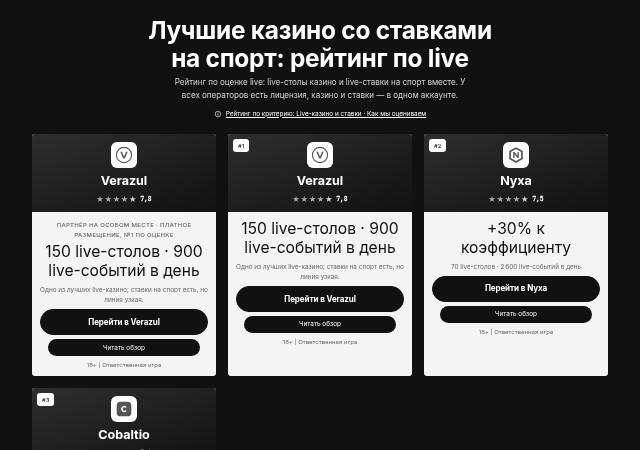 Лучшие казино со ставками
на спорт: рейтинг по live
Рейтинг по оценке live: live-столы казино и live-ставки на спорт вместе. У
всех операторов есть лицензия, казино и ставки — в одном аккаунте.
Рейтинг по критерию: Live-казино и ставки · Как мы оцениваем
Verazul
★★★★★ 7,8
ПАРТНЁР НА ОСОБОМ МЕСТЕ · ПЛАТНОЕ
РАЗМЕЩЕНИЕ, №1 ПО ОЦЕНКЕ
150 live-столов · 900
live-событий в день
Одно из лучших live-казино; ставки на спорт есть, но
линия узкая.
Перейти в Verazul
Читать обзор
18+ | Ответственная игра
#1
Verazul
★★★★★ 7,8
150 live-столов · 900
live-событий в день
Одно из лучших live-казино; ставки на спорт есть, но
линия узкая.
Перейти в Verazul
Читать обзор
18+ | Ответственная игра
#2
Nyxa
★★★★★ 7,5
+30% к
коэффициенту
70 live-столов · 2 600 live-событий в день
Перейти в Nyxa
Читать обзор
18+ | Ответственная игра
#3
Cobaltio